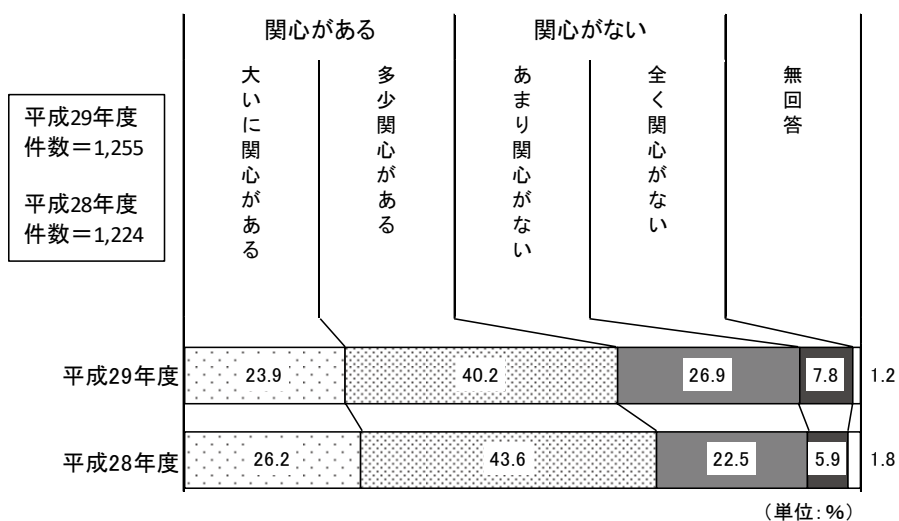 関心がある
関心がない
大いに関心がある
多少関心がある
あまり関心がない
全く関心がない
無回答
平成29年度
件数＝1,255
平成28年度
件数＝1,224
平成29年度 23.9 40.2 26.9 7.8 1.2
平成28年度 26.2 43.6 22.5 5.9 1.8
（単位：％）